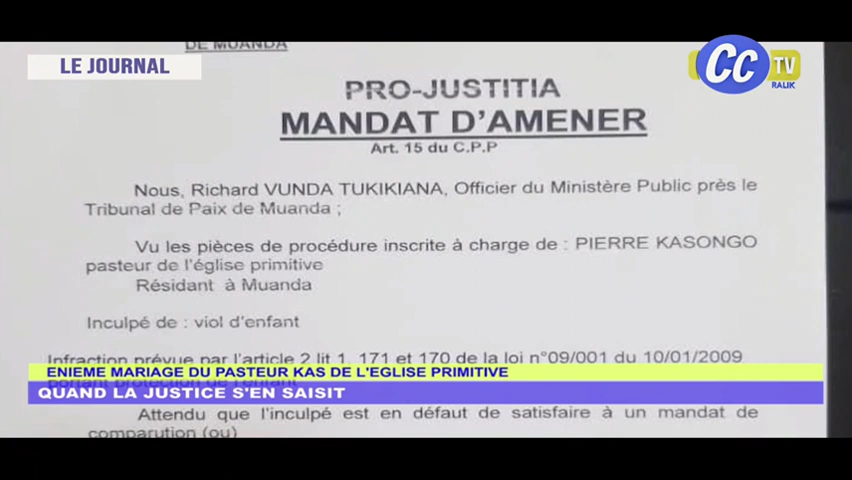 DE MUANDA
LE JOURNAL
CC TV
RALIK
PRO-JUSTITIA
MANDAT D'AMENER
Art. 15 du C.P.P
Nous, Richard VUNDA TUKIKIANA, Officier du Ministère Public près le
Tribunal de Paix de Muanda ;
Vu les pièces de procédure inscrite à charge de : PIERRE KASONGO
pasteur de l'église primitive
Résidant à Muanda
Inculpé de : viol d'enfant
Infraction prévue par l'article 2 lit 1, 171 et 170 de la loi n°09/001 du 10/01/2009
ENIEME MARIAGE DU PASTEUR KAS DE L'EGLISE PRIMITIVE
portant protection de l'enfant
QUAND LA JUSTICE S'EN SAISIT
Attendu que l'inculpé est en défaut de satisfaire à un mandat de
comparution (ou)